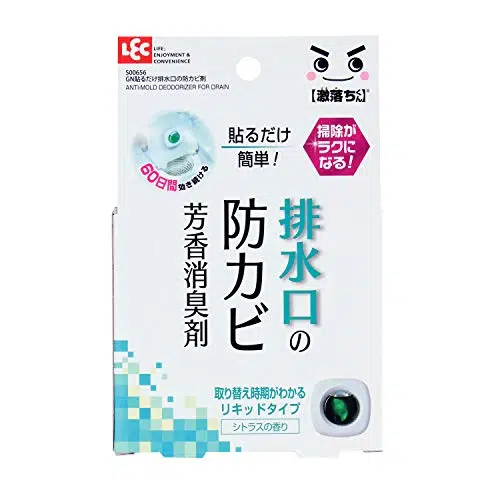 LEC
LIFE;
ENJOYMENT &
CONVENIENCE
S00656
GN貼るだけ排水口の防カビ剤
ANTI-MOLD DEODORIZER FOR DRAIN
【激落ちくん】
貼るだけ
簡単!
掃除が
ラクに
なる!
60日間効き続ける
排水口の
防カビ
芳香消臭剤
取り替え時期がわかる
リキッドタイプ
シトラスの香り